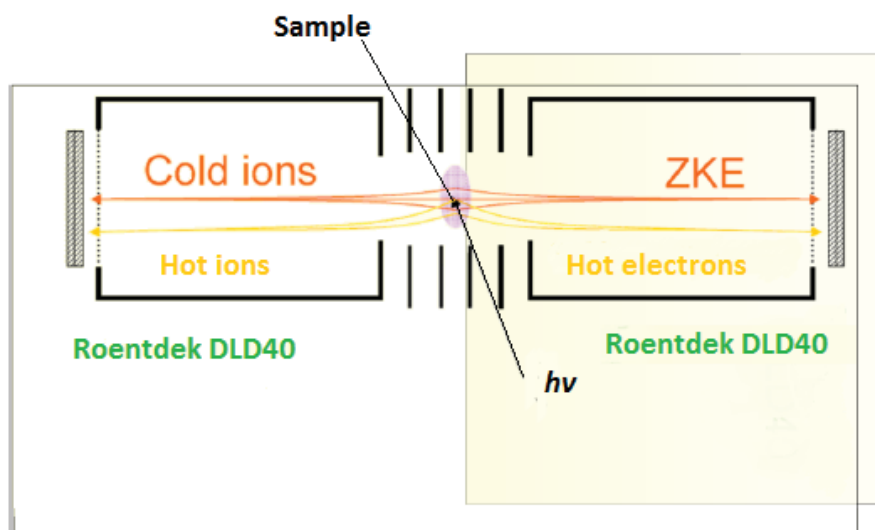 Sample
Cold ions
ZKE
Hot ions
Hot electrons
Roentdek DLD40
Roentdek DLD40
hv